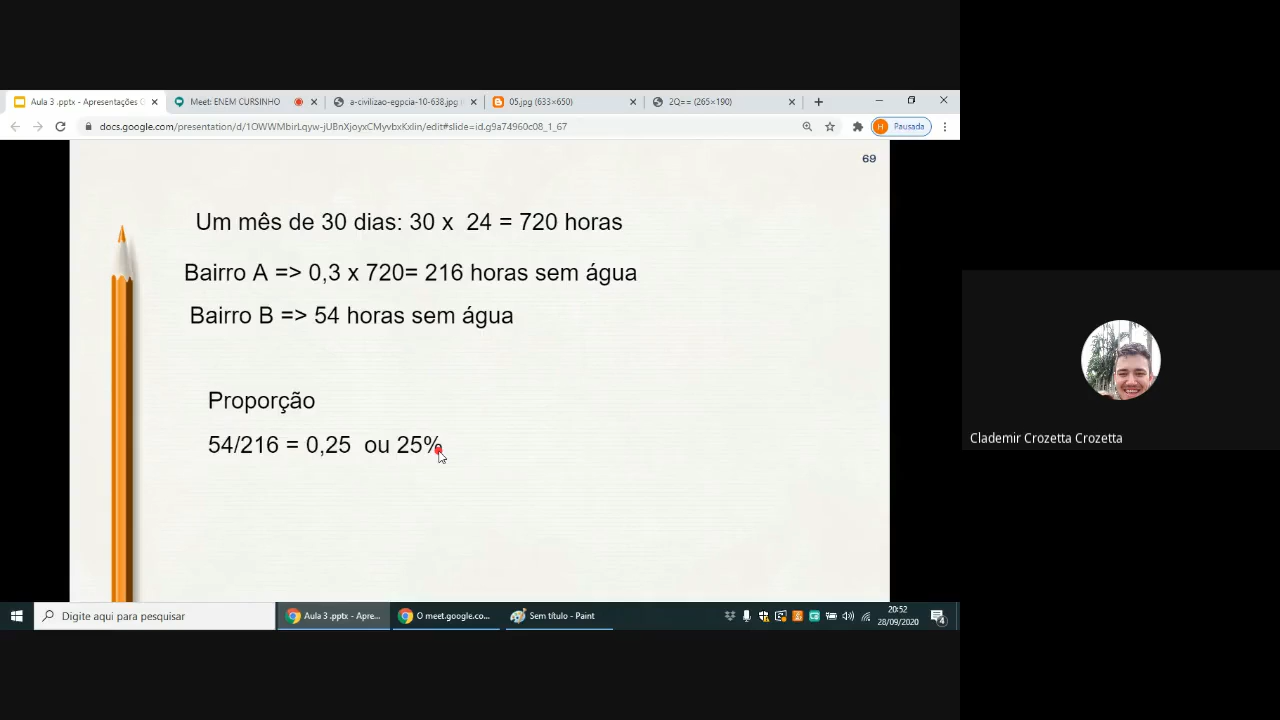 Aula 3 .pptx - Apresentações G
Meet: ENEM CURSINHO
a-civilizao-egpcia-10-638.jpg
05.jpg (633×650)
2Q== (265×190)
docs.google.com/presentation/d/1OWWMbirLqyw-jUBnXjoyxCMyvbxKxlin/edit#slide=id.g9a74960c08_1_67
H
Pausada
69
Um mês de 30 dias: 30 x 24 = 720 horas
Bairro A => 0,3 x 720= 216 horas sem água
Bairro B => 54 horas sem água
Proporção
54/216 = 0,25 ou 25%
Clademir Crozetta Crozetta
Digite aqui para pesquisar
Aula 3 .pptx - Apre...
O meet.google.co...
Sem título - Paint
20:52
28/09/2020
4